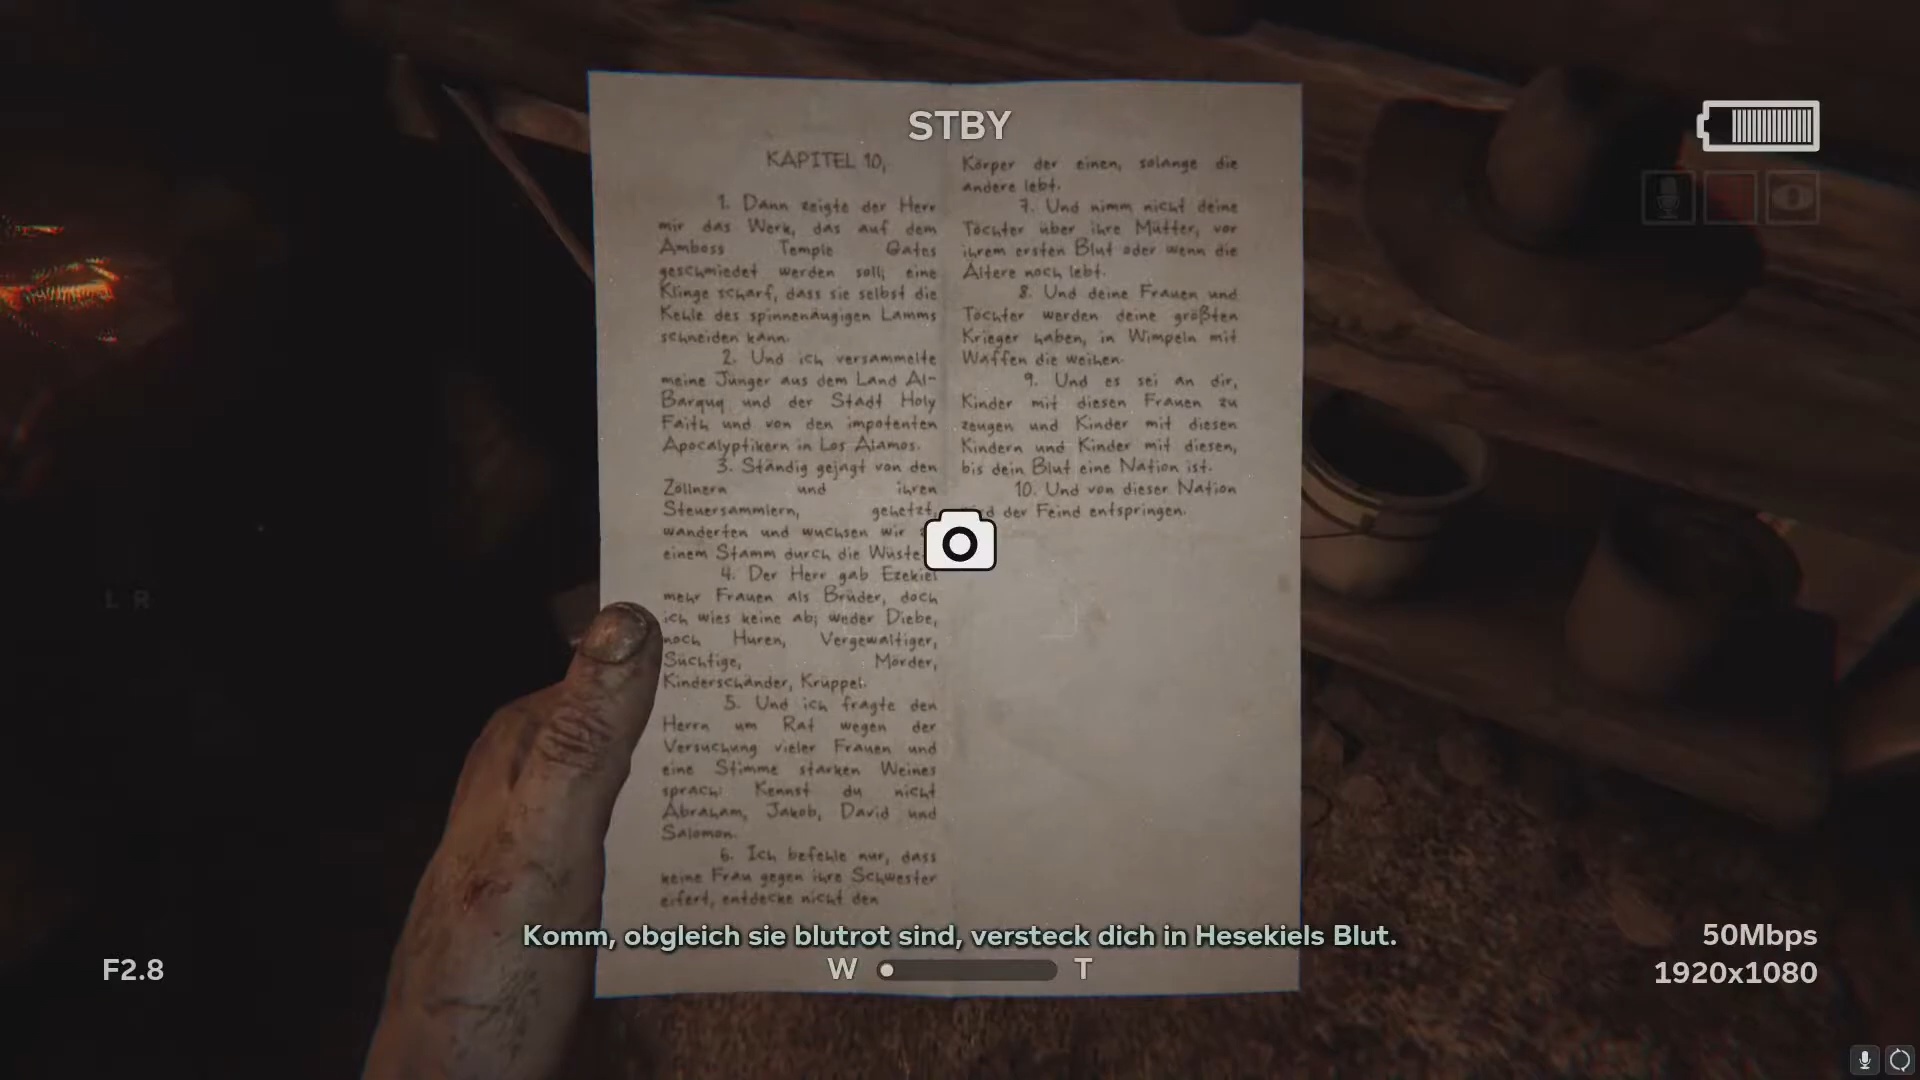 STBY
KAPITEL 10,
1. Dann zeigte der Herr
mir das Werk, das auf dem
Amboss Temple Gates
geschmiedet werden soll; eine
Klinge scharf, dass sie selbst die
Kehle des spinnenäugigen Lamms
schneiden kann.
2. Und ich versammelte
meine Jünger aus dem Land Al-
Barquq und der Stadt Holy
Faith und von den impotenten
Apocalyptikern in Los Alamos.
3. Ständig gejagt von den
Zöllnern und ihren
Steuersammlern, gehetzt,
wanderten und wuchsen wir
einem Stamm durch die Wüste
4. Der Herr gab Ezekiel
mehr Frauen als Brüder, doch
ich wies keine ab; weder Diebe,
noch Huren, Vergewaltiger,
Süchtige, Mörder,
Kinderschänder, Krüppel.
5. Und ich fragte den
Herrn um Rat wegen der
Versuchung vieler Frauen und
eine Stimme starken Weines
sprach: Kennst du nicht
Abraham, Jakob, David und
Salomon.
6. Ich befehle nur, dass
keine Frau gegen ihre Schwester
eifert, entdecke nicht den
Körper der einen, solange die
andere lebt.
7. Und nimm nicht deine
Töchter über ihre Mütter, vor
ihrem ersten Blut oder wenn die
Ältere noch lebt.
8. Und deine Frauen und
Töchter werden deine größten
Krieger haben, in Wimpeln mit
Waffen die weihen.
9. Und es sei an dir,
Kinder mit diesen Frauen zu
zeugen und Kinder mit diesen
Kindern und Kinder mit diesen,
bis dein Blut eine Nation ist.
10. Und von dieser Nation
der Feind entspringen.
L R
Komm, obgleich sie blutrot sind, versteck dich in Hesekiels Blut.
F2.8
W T
50Mbps
1920x1080